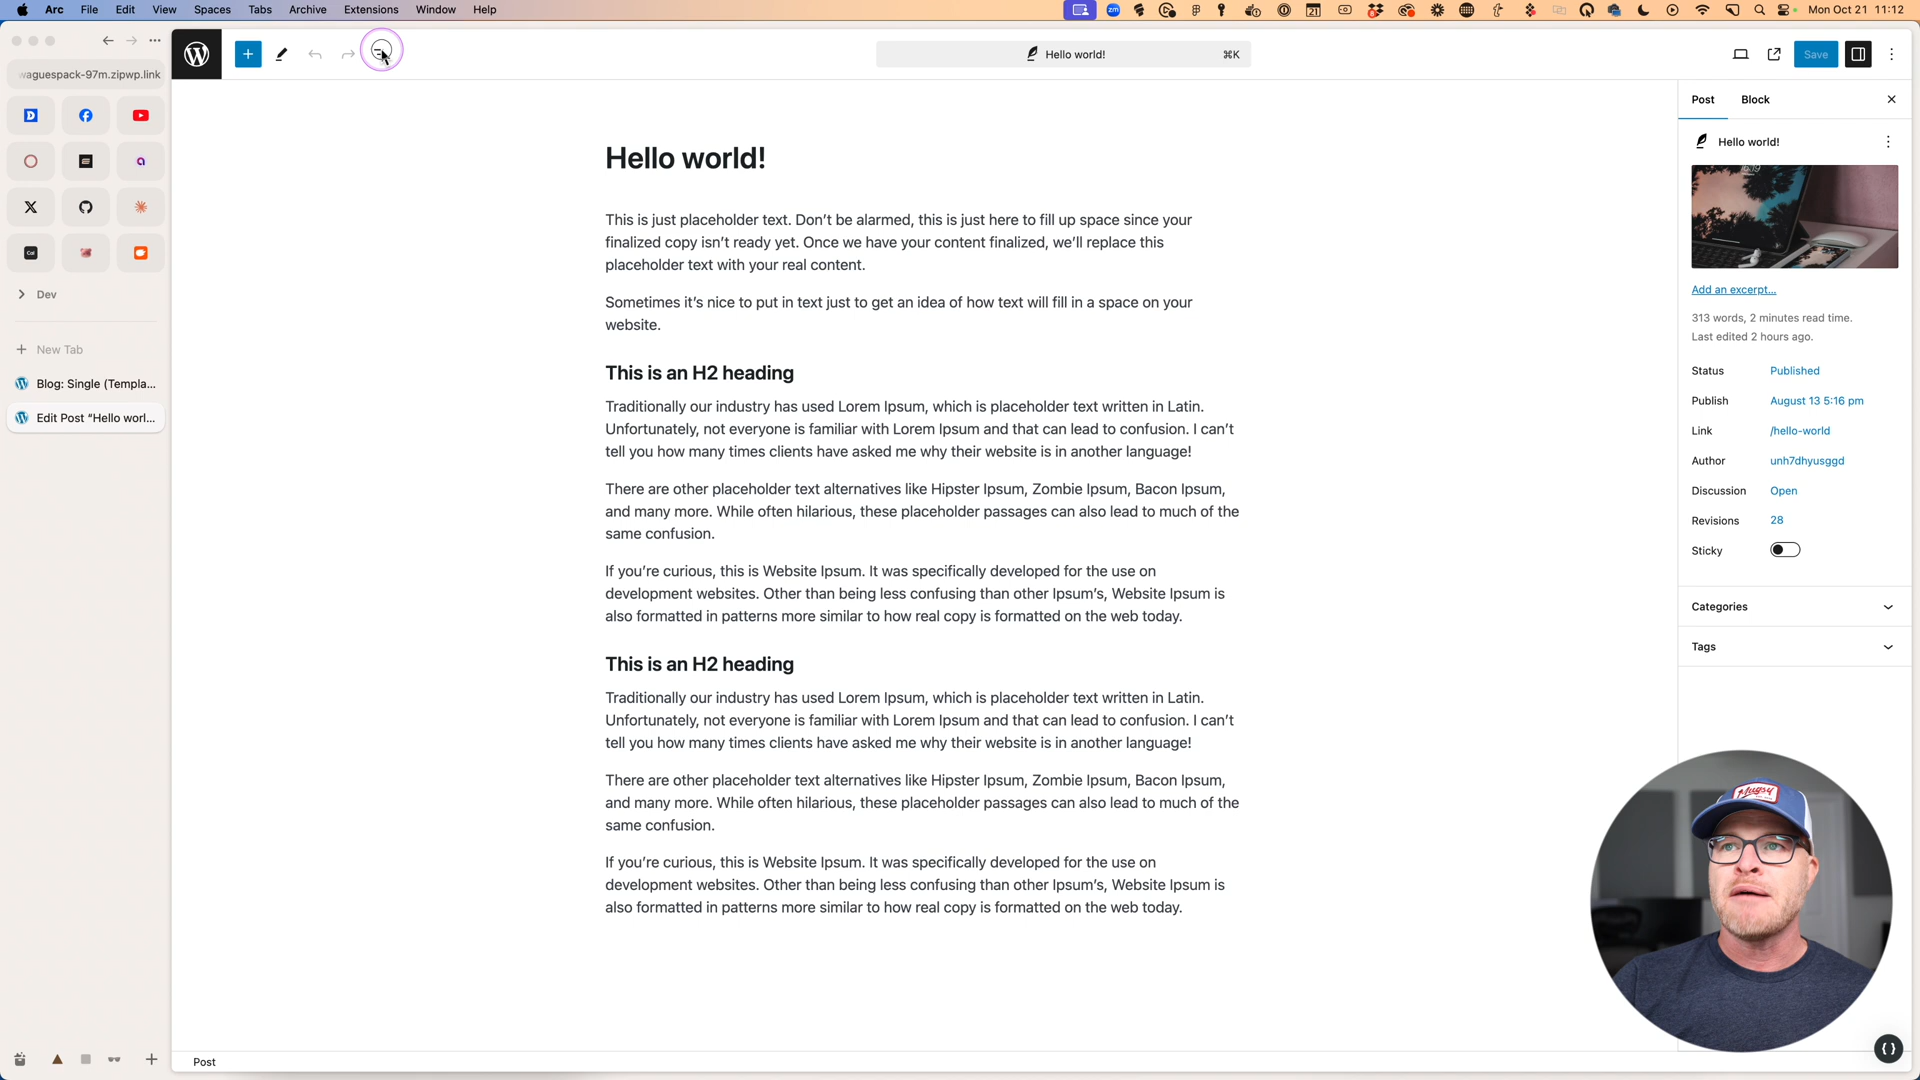 Arc File Edit View Spaces Tabs Archive Extensions Window Help
zm 21 Mon Oct 21 11:12
waguespack-97m.zipwp.link
Hello world! ⌘K
Save
Cal
Dev
New Tab
Blog: Single (Templa...
Edit Post “Hello worl...
Hello world!
This is just placeholder text. Don’t be alarmed, this is just here to fill up space since your
finalized copy isn’t ready yet. Once we have your content finalized, we’ll replace this
placeholder text with your real content.
Sometimes it’s nice to put in text just to get an idea of how text will fill in a space on your
website.
This is an H2 heading
Traditionally our industry has used Lorem Ipsum, which is placeholder text written in Latin.
Unfortunately, not everyone is familiar with Lorem Ipsum and that can lead to confusion. I can’t
tell you how many times clients have asked me why their website is in another language!
There are other placeholder text alternatives like Hipster Ipsum, Zombie Ipsum, Bacon Ipsum,
and many more. While often hilarious, these placeholder passages can also lead to much of the
same confusion.
If you’re curious, this is Website Ipsum. It was specifically developed for the use on
development websites. Other than being less confusing than other Ipsum’s, Website Ipsum is
also formatted in patterns more similar to how real copy is formatted on the web today.
This is an H2 heading
Traditionally our industry has used Lorem Ipsum, which is placeholder text written in Latin.
Unfortunately, not everyone is familiar with Lorem Ipsum and that can lead to confusion. I can’t
tell you how many times clients have asked me why their website is in another language!
There are other placeholder text alternatives like Hipster Ipsum, Zombie Ipsum, Bacon Ipsum,
and many more. While often hilarious, these placeholder passages can also lead to much of the
same confusion.
If you’re curious, this is Website Ipsum. It was specifically developed for the use on
development websites. Other than being less confusing than other Ipsum’s, Website Ipsum is
also formatted in patterns more similar to how real copy is formatted on the web today.
Post
Post Block
Hello world!
Add an excerpt...
313 words, 2 minutes read time.
Last edited 2 hours ago.
Status Published
Publish August 13 5:16 pm
Link /hello-world
Author unh7dhyusggd
Discussion Open
Revisions 28
Sticky
Categories
Tags
Mugsy